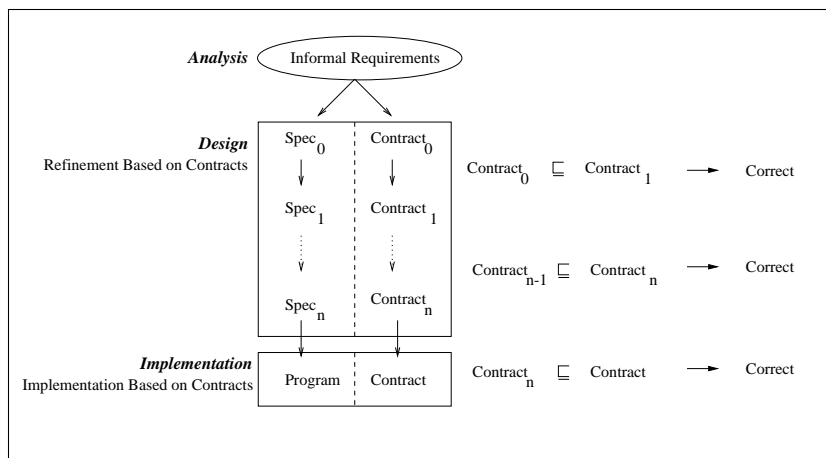 Analysis
Informal Requirements
Design
Refinement Based on Contracts
Spec0 Contract0
Contract0 ⊑ Contract1 Correct
Spec1 Contract1
Contractn-1 ⊑ Contractn Correct
Specn Contractn
Implementation
Implementation Based on Contracts
Program Contract
Contractn ⊑ Contract Correct